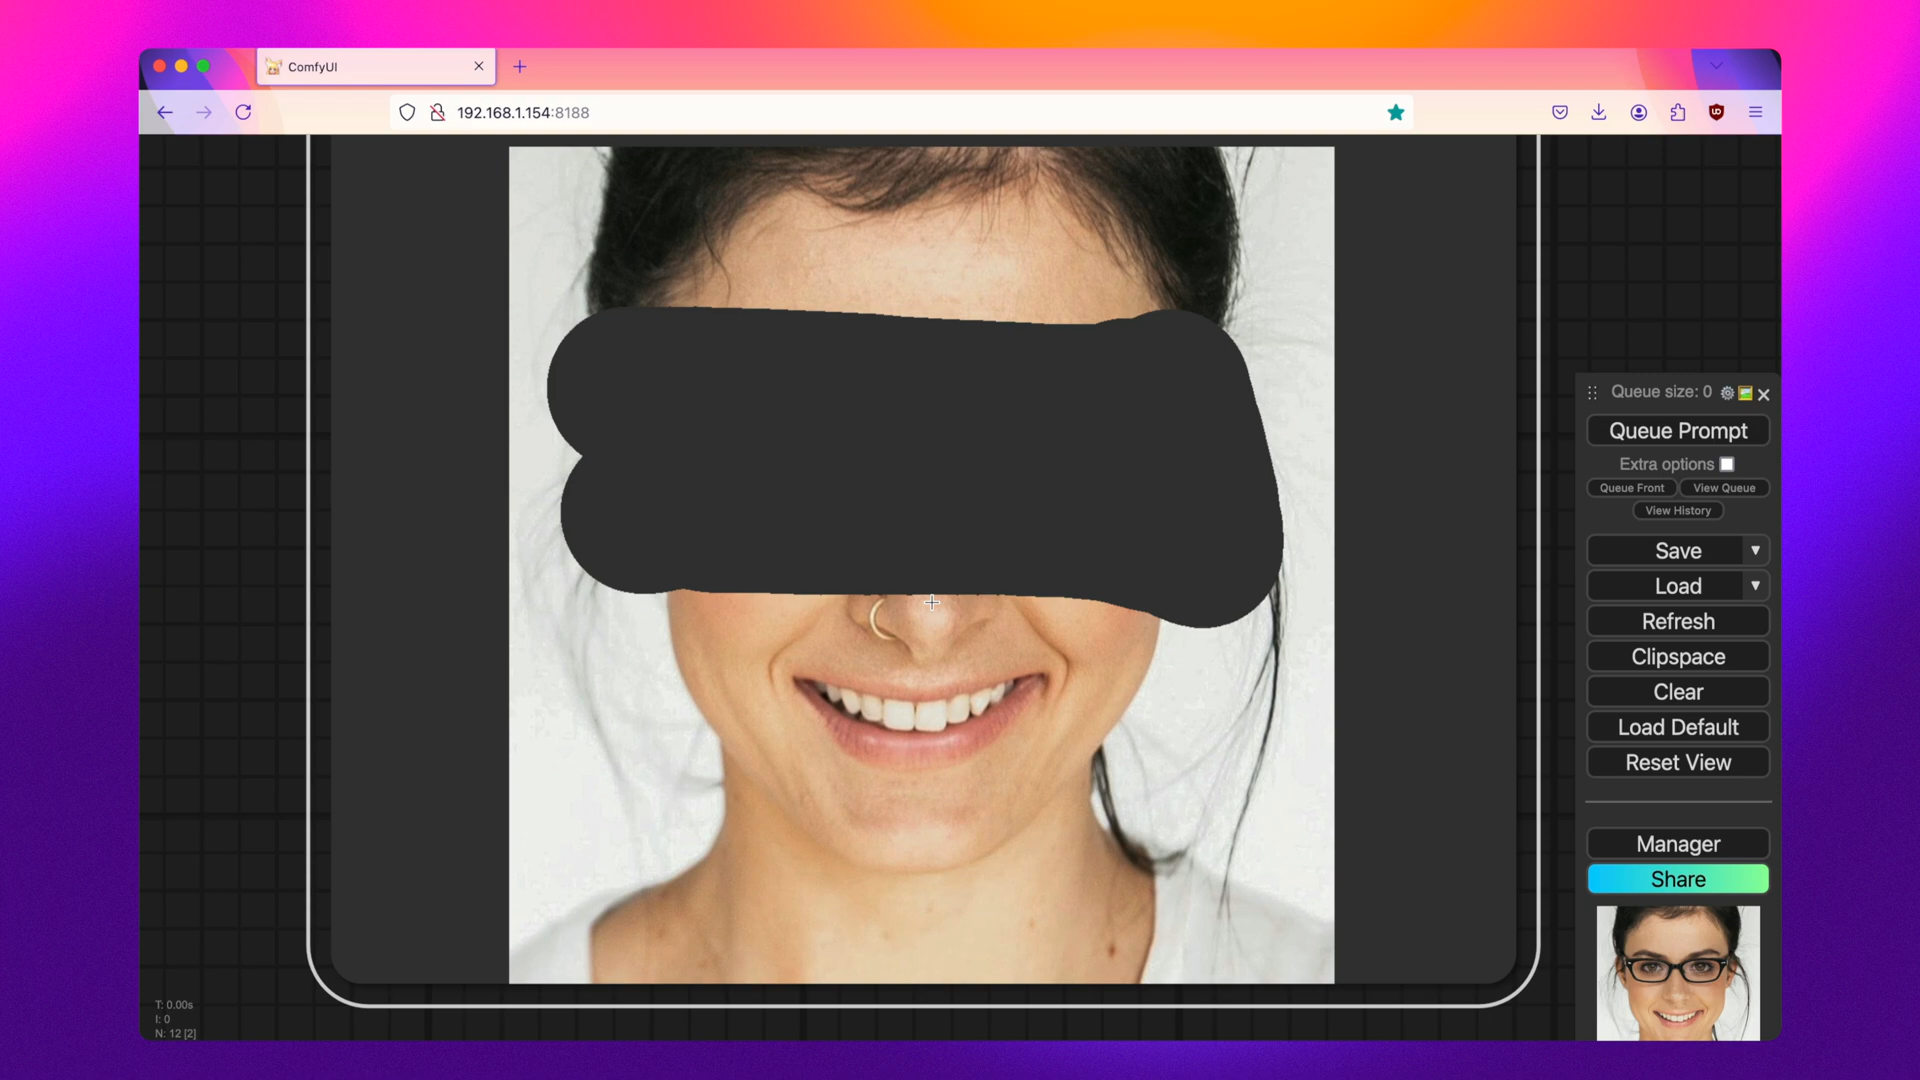 ComfyUI
192.168.1.154:8188
Queue size: 0
Queue Prompt
Extra options
Queue Front View Queue
View History
Save
Load
Refresh
Clipspace
Clear
Load Default
Reset View
Manager
Share
T: 0.00s
I: 0
N: 12 [2]